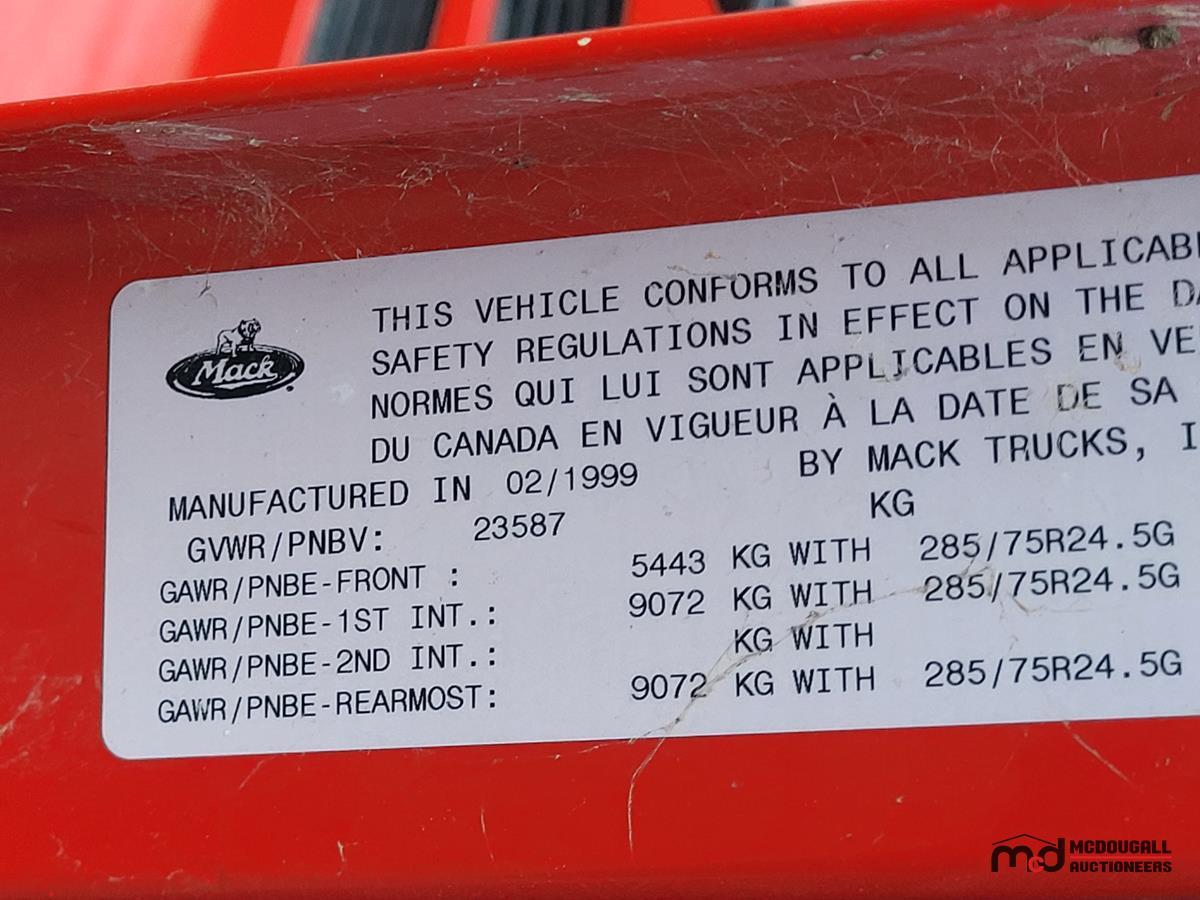 THIS VEHICLE CONFORMS TO ALL APPLICABL
SAFETY REGULATIONS IN EFFECT ON THE DA
NORMES QUI LUI SONT APPLICABLES EN VE
DU CANADA EN VIGUEUR À LA DATE DE SA
Mack
MANUFACTURED IN 02/1999 BY MACK TRUCKS, I
GVWR/PNBV: 23587 KG
GAWR/PNBE-FRONT : 5443 KG WITH 285/75R24.5G
GAWR/PNBE-1ST INT.: 9072 KG WITH 285/75R24.5G
GAWR/PNBE-2ND INT.: KG WITH
GAWR/PNBE-REARMOST: 9072 KG WITH 285/75R24.5G
mcd MCDOUGALL
AUCTIONEERS